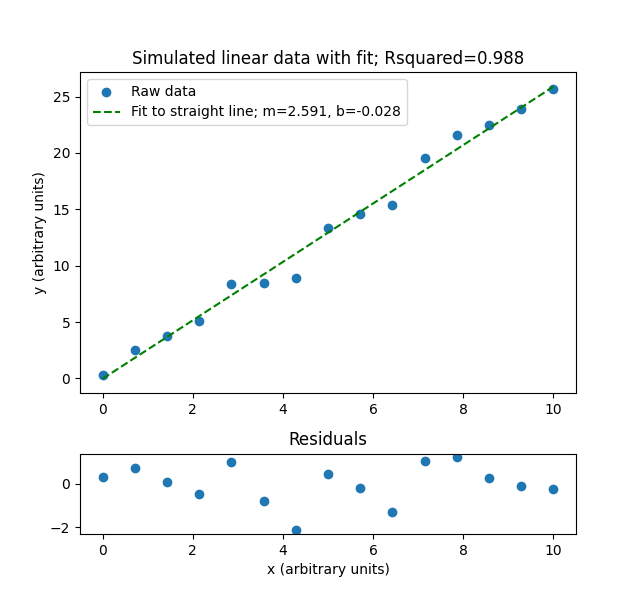 Simulated linear data with fit; Rsquared=0.988
Raw data
Fit to straight line; m=2.591, b=-0.028
25
20
15
10
5
0
y (arbitrary units)
0 2 4 6 8 10
Residuals
0
−2
0 2 4 6 8 10
x (arbitrary units)